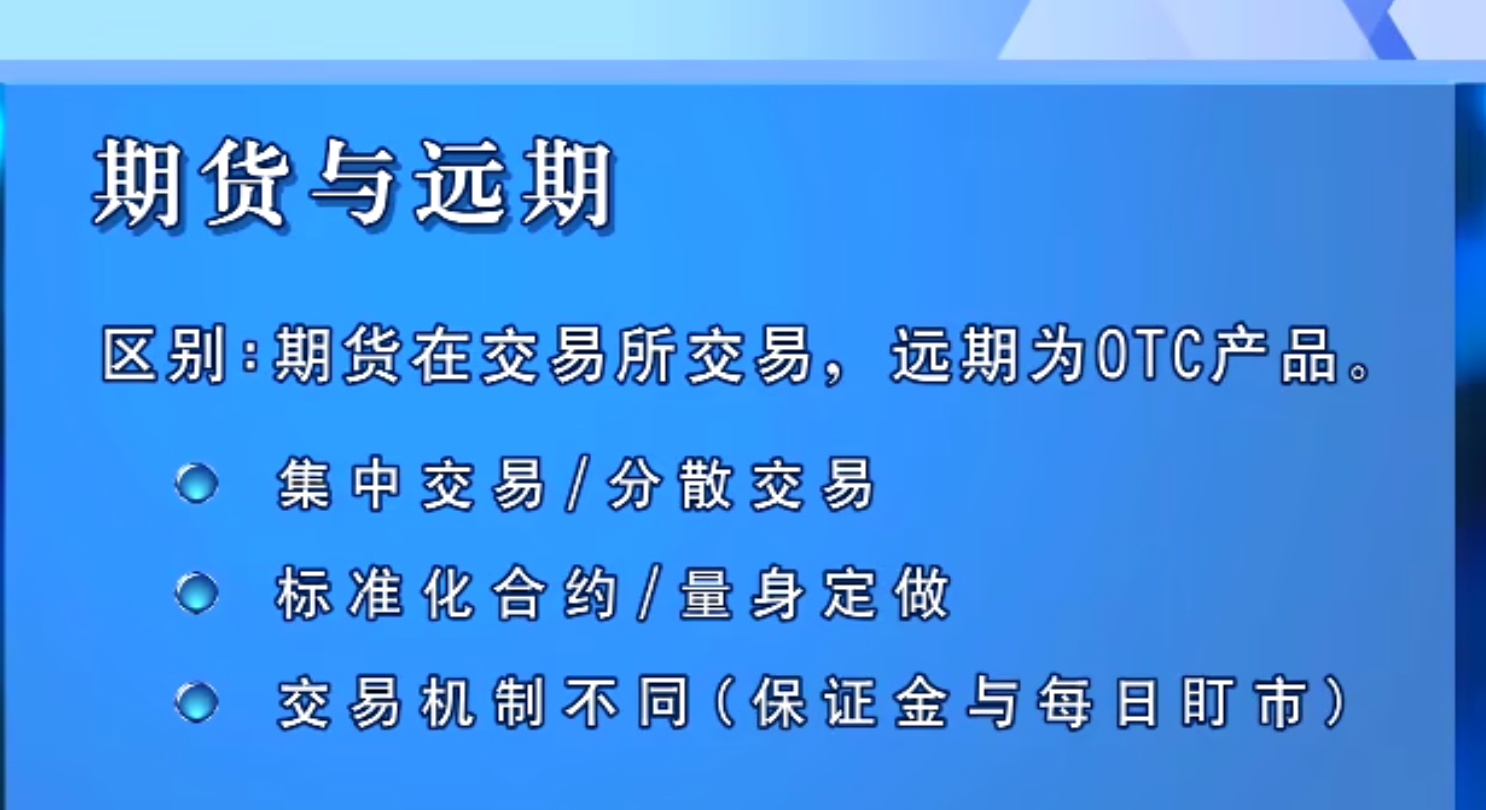 期货与远期
区别:期货在交易所交易，远期为OTC产品。
集中交易/分散交易
标准化合约/量身定做
交易机制不同(保证金与每日盯市)